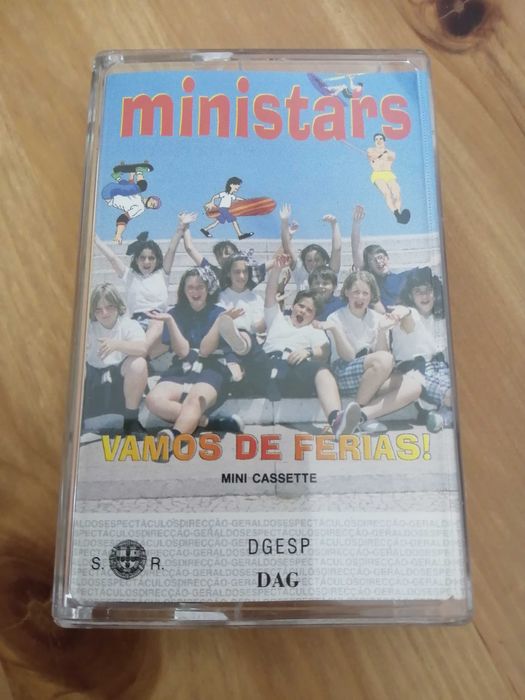 ministars
VAMOS DE FÉRIAS!
MINI CASSETTE
DGESP
S. R.
DAG